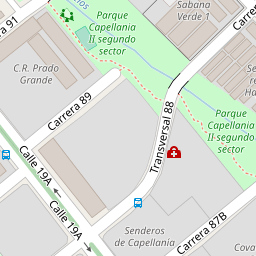 Parque
Capellania
II segundo
sector
Sabana
Verde 1
Carrera 91
C.R. Prado
Grande
Carrera 89
Transversal 88
Parque
Capellania
II segundo
sector
Calle 19A
Calle 19A
Senderos
de Capellania
Carrera 87B